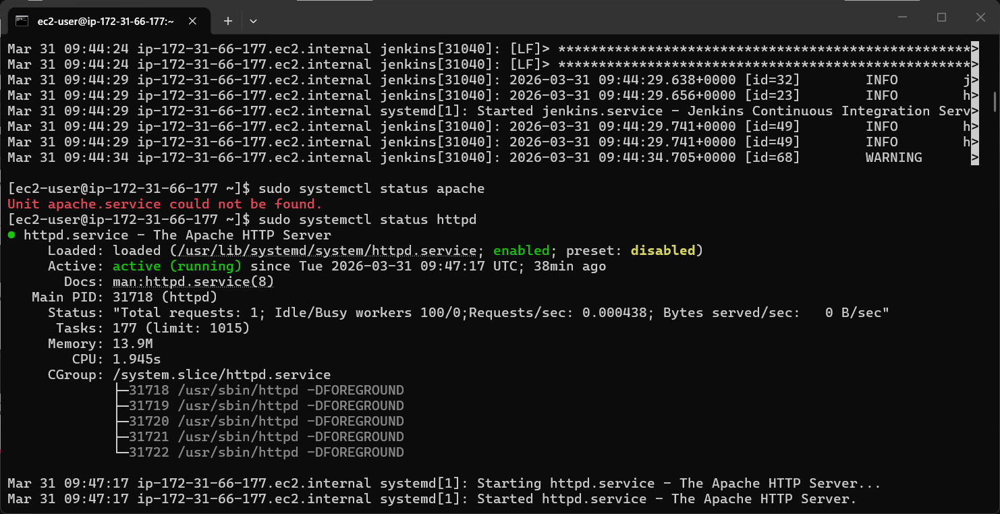 ec2-user@ip-172-31-66-177:~
Mar 31 09:44:24 ip-172-31-66-177.ec2.internal jenkins[31040]: [LF]> ***************************************************>
Mar 31 09:44:24 ip-172-31-66-177.ec2.internal jenkins[31040]: [LF]> ***************************************************>
Mar 31 09:44:29 ip-172-31-66-177.ec2.internal jenkins[31040]: 2026-03-31 09:44:29.638+0000 [id=32]        INFO        j>
Mar 31 09:44:29 ip-172-31-66-177.ec2.internal jenkins[31040]: 2026-03-31 09:44:29.656+0000 [id=23]        INFO        h>
Mar 31 09:44:29 ip-172-31-66-177.ec2.internal systemd[1]: Started jenkins.service - Jenkins Continuous Integration Serv>
Mar 31 09:44:29 ip-172-31-66-177.ec2.internal jenkins[31040]: 2026-03-31 09:44:29.741+0000 [id=49]        INFO        h>
Mar 31 09:44:29 ip-172-31-66-177.ec2.internal jenkins[31040]: 2026-03-31 09:44:29.741+0000 [id=49]        INFO        h>
Mar 31 09:44:34 ip-172-31-66-177.ec2.internal jenkins[31040]: 2026-03-31 09:44:34.705+0000 [id=68]        WARNING      >
[ec2-user@ip-172-31-66-177 ~]$ sudo systemctl status apache
Unit apache.service could not be found.
[ec2-user@ip-172-31-66-177 ~]$ sudo systemctl status httpd
● httpd.service - The Apache HTTP Server
     Loaded: loaded (/usr/lib/systemd/system/httpd.service; enabled; preset: disabled)
     Active: active (running) since Tue 2026-03-31 09:47:17 UTC; 38min ago
       Docs: man:httpd.service(8)
   Main PID: 31718 (httpd)
     Status: "Total requests: 1; Idle/Busy workers 100/0;Requests/sec: 0.000438; Bytes served/sec:   0 B/sec"
      Tasks: 177 (limit: 1015)
     Memory: 13.9M
        CPU: 1.945s
     CGroup: /system.slice/httpd.service
             ├─31718 /usr/sbin/httpd -DFOREGROUND
             ├─31719 /usr/sbin/httpd -DFOREGROUND
             ├─31720 /usr/sbin/httpd -DFOREGROUND
             ├─31721 /usr/sbin/httpd -DFOREGROUND
             └─31722 /usr/sbin/httpd -DFOREGROUND
Mar 31 09:47:17 ip-172-31-66-177.ec2.internal systemd[1]: Starting httpd.service - The Apache HTTP Server...
Mar 31 09:47:17 ip-172-31-66-177.ec2.internal systemd[1]: Started httpd.service - The Apache HTTP Server.